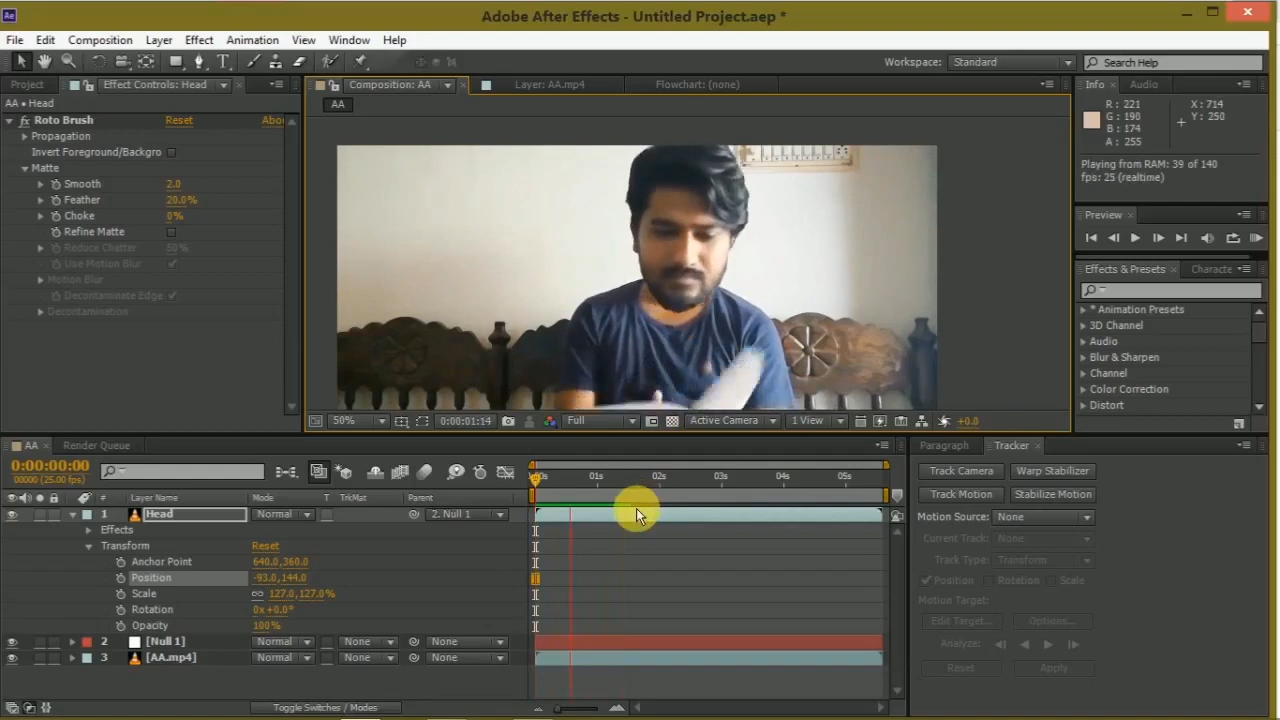 Adobe After Effects - Untitled Project.aep *
File Edit Composition Layer Effect Animation View Window Help
Workspace: Standard Search Help
Project Effect Controls: Head Composition: AA Layer: AA.mp4 Flowchart: (none) Info Audio
AA • Head
AA
fx Roto Brush Reset Abou
Propagation
Invert Foreground/Backgro
Matte
Smooth 2.0
Feather 20.0%
Choke 0%
Refine Matte
Reduce Chatter 50%
Use Motion Blur
Motion Blur
Decontaminate Edge
Decontamination
R: 221 X: 714
G: 190 Y: 250
B: 174
A: 255
Playing from RAM: 39 of 140
fps: 25 (realtime)
Preview
Effects & Presets Characte
* Animation Presets
3D Channel
Audio
Blur & Sharpen
Channel
Color Correction
Distort
50% 0:00:01:14 Full Active Camera 1 View +0.0
AA Render Queue
0:00:00:00
00000 (25.00 fps)
# Layer Name Mode T TrkMat Parent
:00s 01s 02s 03s 04s 05s
1 Head Normal 2. Null 1
Effects
Transform Reset
Anchor Point 640.0,360.0
Position -93.0,144.0
Scale 127.0,127.0%
Rotation 0x+0.0°
Opacity 100%
2 [Null 1] Normal None None
3 [AA.mp4] Normal None None
Toggle Switches / Modes
Paragraph Tracker
Track Camera Warp Stabilizer
Track Motion Stabilize Motion
Motion Source: None
Current Track: None
Track Type: Transform
Position Rotation Scale
Motion Target:
Edit Target... Options...
Analyze:
Reset Apply